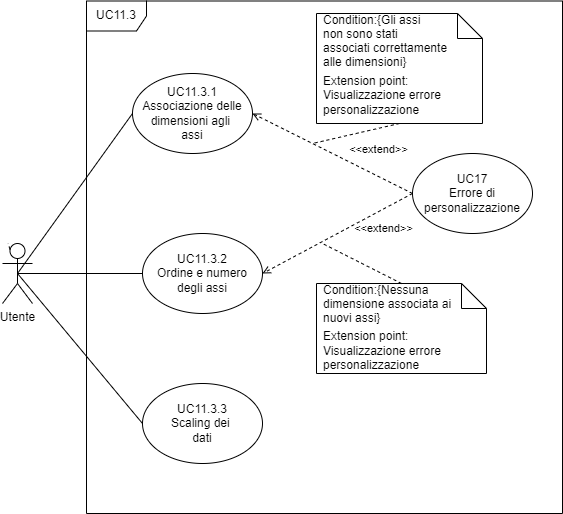 UC11.3
Condition:{Gli assi
non sono stati
associati correttamente
alle dimensioni}
Extension point:
Visualizzazione errore
personalizzazione
UC11.3.1
Associazione delle
dimensioni agli
assi
<<extend>>
UC17
Errore di
personalizzazione
<<extend>>
UC11.3.2
Ordine e numero
degli assi
Utente
Condition:{Nessuna
dimensione associata ai
nuovi assi}
Extension point:
Visualizzazione errore
personalizzazione
UC11.3.3
Scaling dei
dati